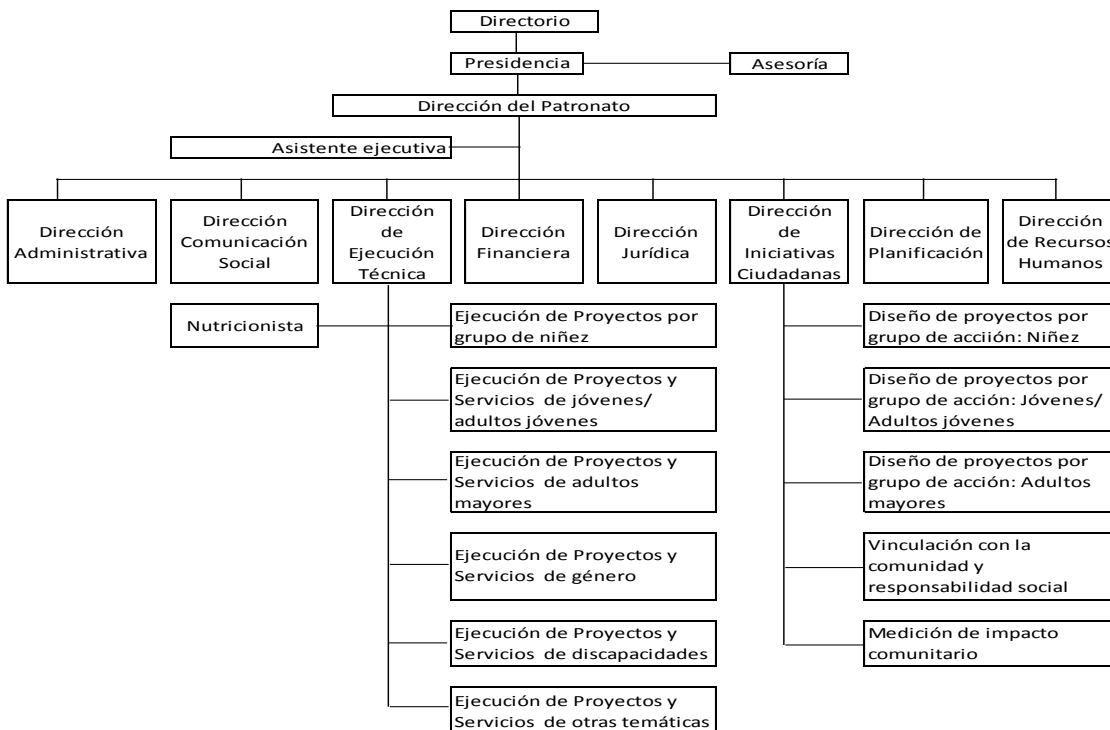 Directorio
Presidencia
Asesoría
Dirección del Patronato
Asistente ejecutiva
Dirección
Administrativa
Dirección
Comunicación
Social
Dirección
de
Ejecución
Técnica
Dirección
Financiera
Dirección
Jurídica
Dirección
de
Iniciativas
Ciudadanas
Dirección de
Planificación
Dirección
de Recursos
Humanos
Nutricionista
Ejecución de Proyectos por
grupo de niñez
Ejecución de Proyectos y
Servicios de jóvenes/
adultos jóvenes
Ejecución de Proyectos y
Servicios de adultos
mayores
Ejecución de Proyectos y
Servicios de género
Ejecución de Proyectos y
Servicios de discapacidades
Ejecución de Proyectos y
Servicios de otras temáticas
Diseño de proyectos por
grupo de acciión: Niñez
Diseño de proyectos por
grupo de acción: Jóvenes/
Adultos jóvenes
Diseño de proyectos por
grupo de acción: Adultos
mayores
Vinculación con la
comunidad y
responsabilidad social
Medición de impacto
comunitario